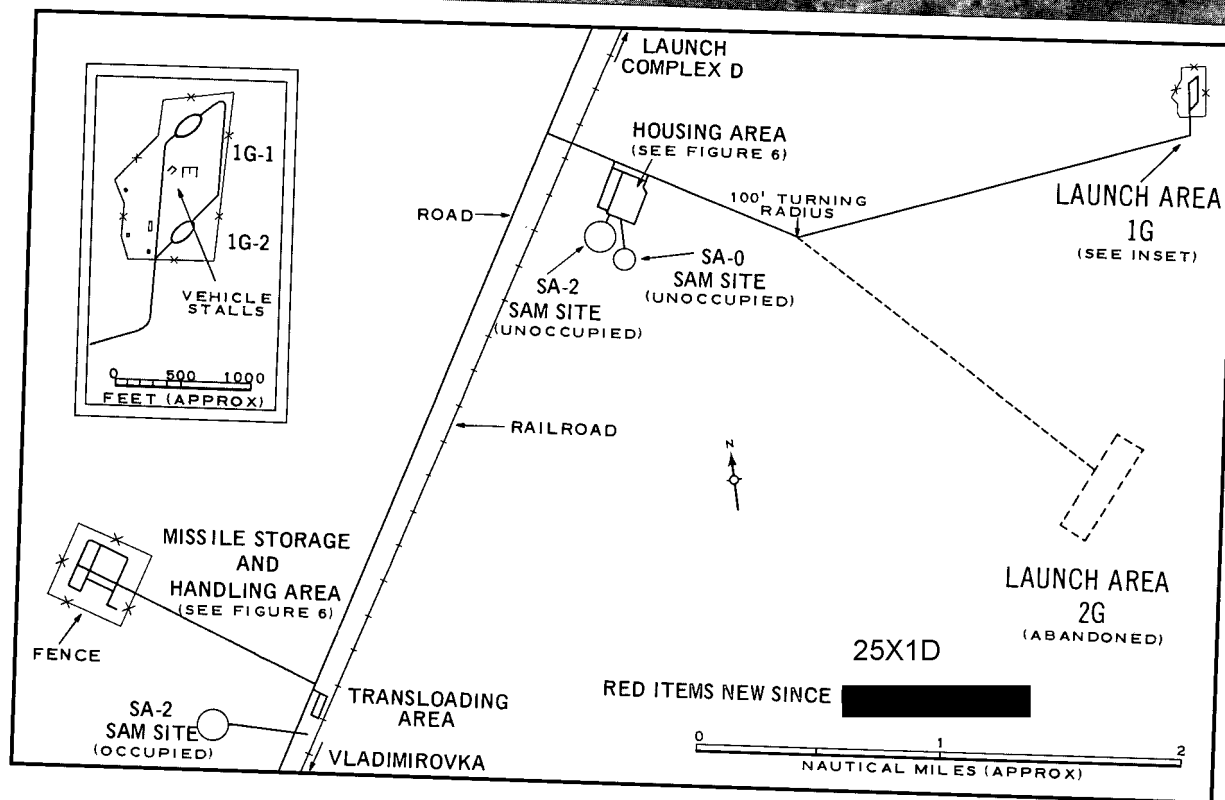 LAUNCH
COMPLEX D
HOUSING AREA
(SEE FIGURE 6)
1G-1
1G-2
VEHICLE
STALLS
0 500 1000
FEET (APPROX)
ROAD
100' TURNING
RADIUS
LAUNCH AREA
1G
(SEE INSET)
SA-2
SAM SITE
(UNOCCUPIED)
SA-0
SAM SITE
(UNOCCUPIED)
RAILROAD
N
MISSILE STORAGE
AND
HANDLING AREA
(SEE FIGURE 6)
FENCE
LAUNCH AREA
2G
(ABANDONED)
25X1D
RED ITEMS NEW SINCE
TRANSLOADING
AREA
SA-2
SAM SITE
(OCCUPIED)
VLADIMIROVKA
0 1 2
NAUTICAL MILES (APPROX)